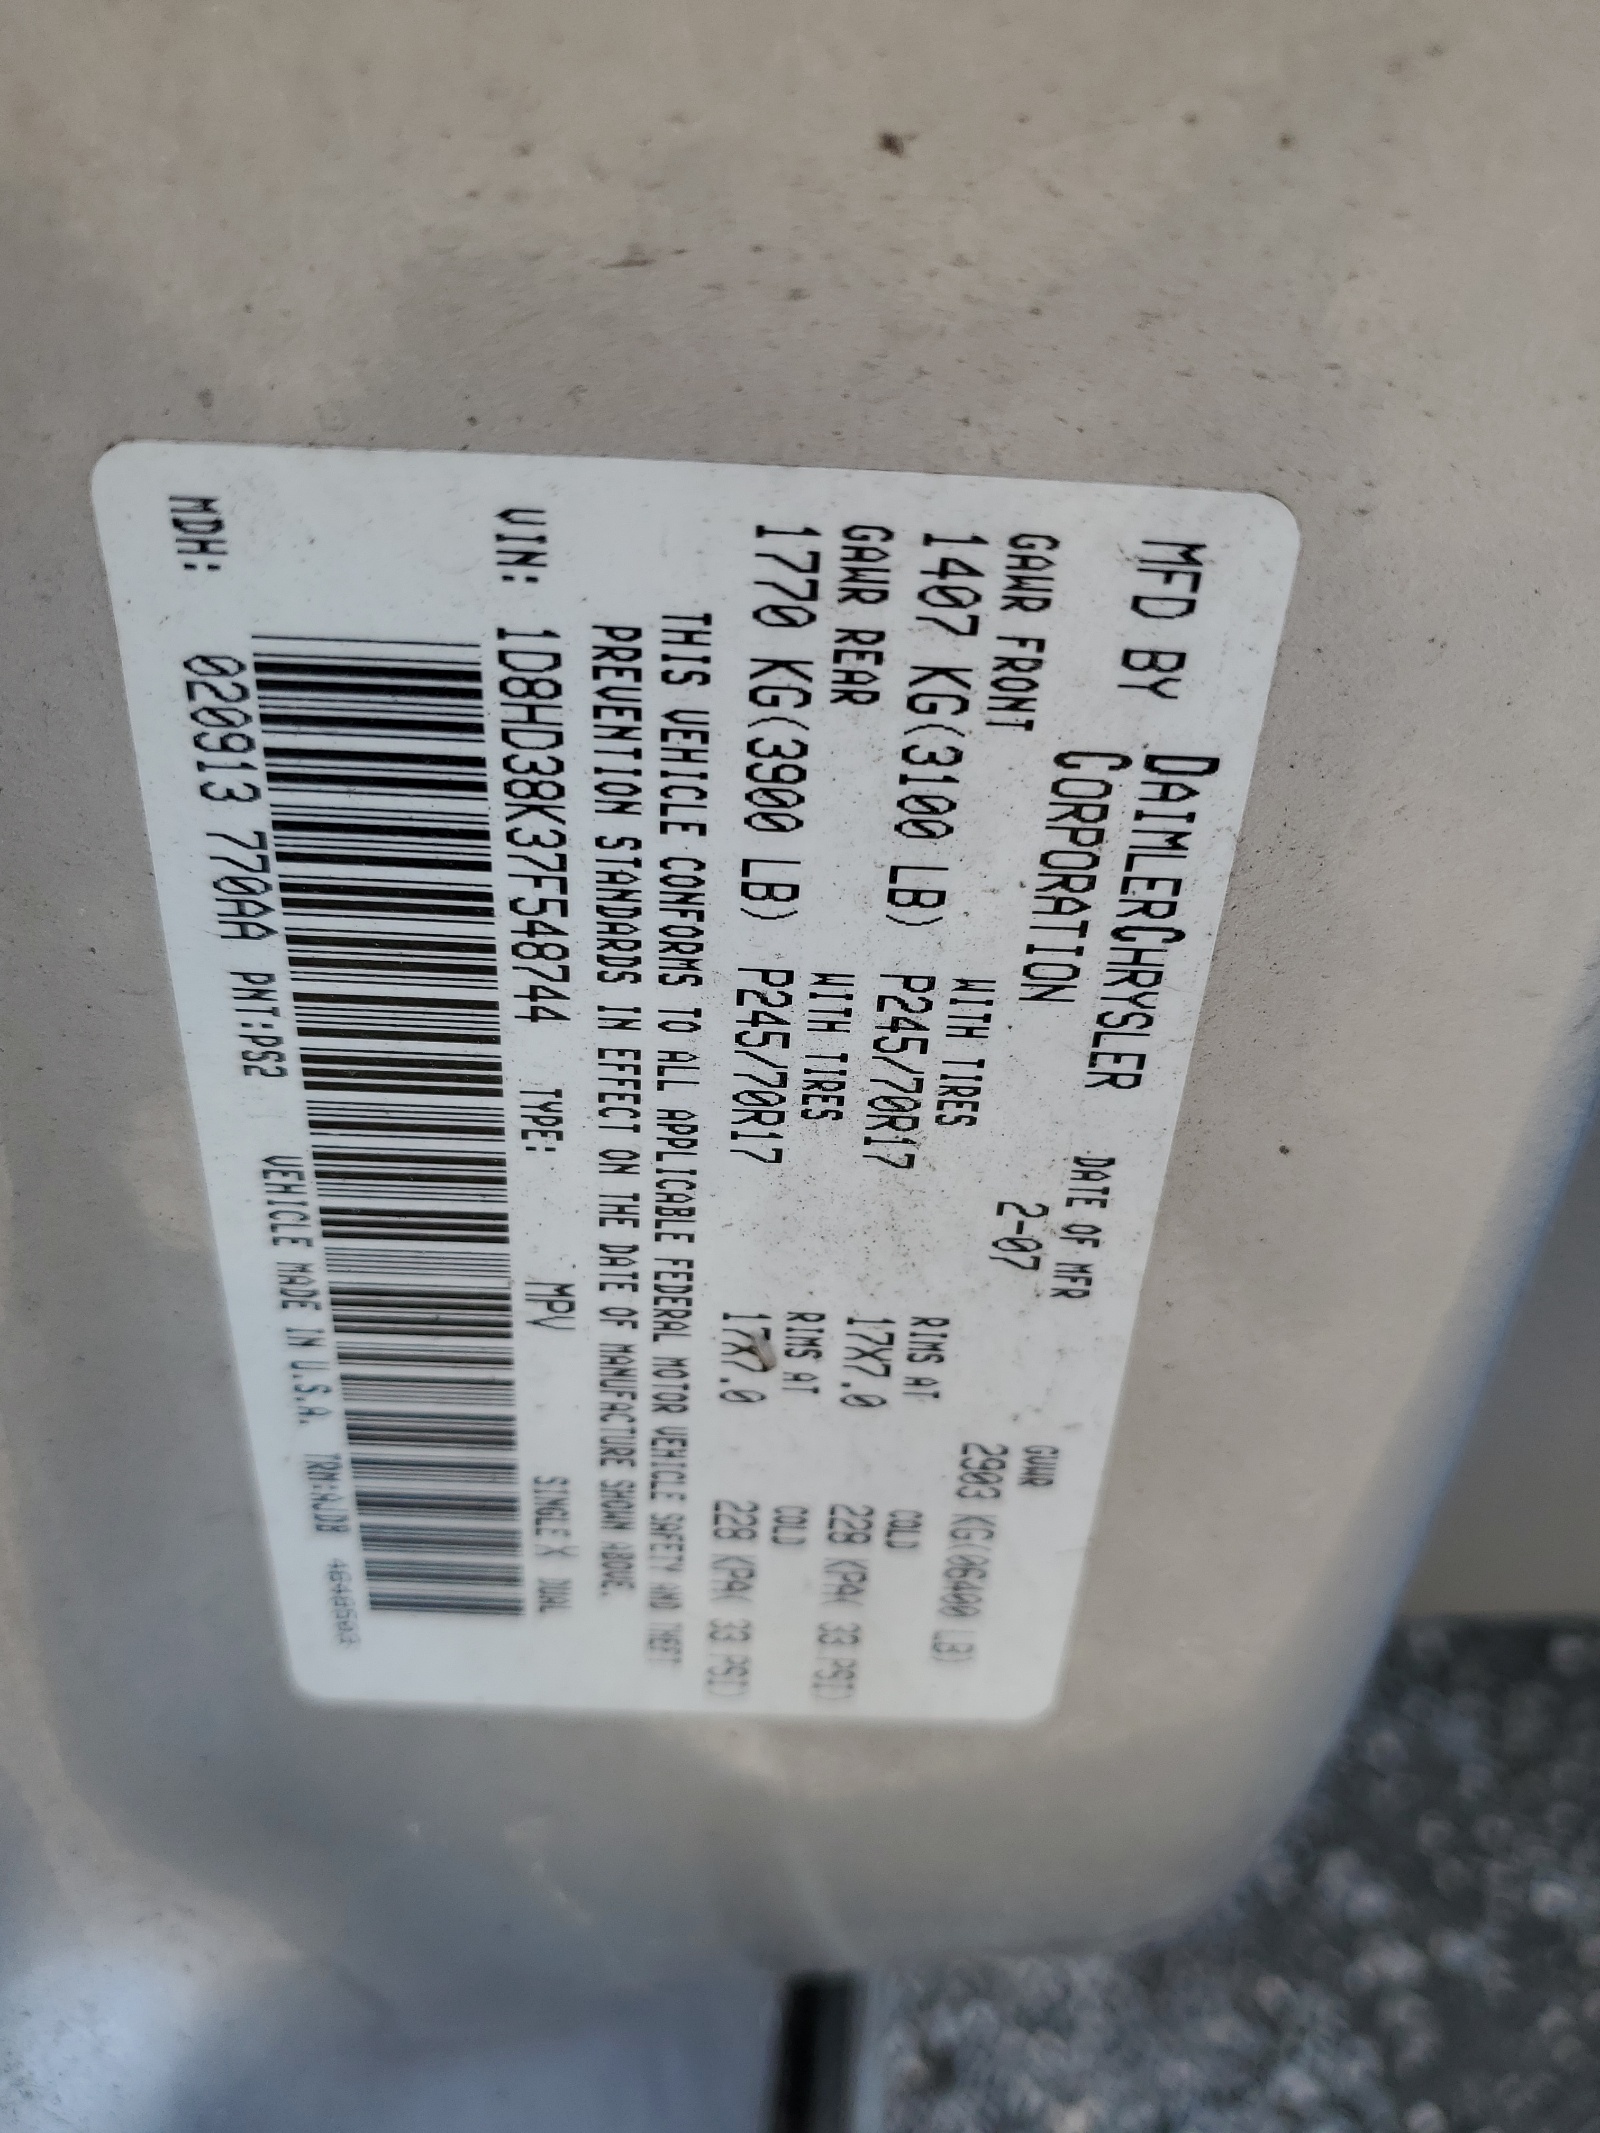 MFD BY DAIMLERCHRYSLER CORPORATION
DATE OF MFR 2-07
GVWR 2903 KG(06400 LB)
GAWR FRONT WITH TIRES RIMS AT COLD
1407 KG(3100 LB) P245/70R17 17X7.0 228 KPA( 33 PSI)
GAWR REAR WITH TIRES RIMS AT COLD
1770 KG(3900 LB) P245/70R17 17X7.0 228 KPA( 33 PSI)
THIS VEHICLE CONFORMS TO ALL APPLICABLE FEDERAL MOTOR VEHICLE SAFETY AND THEFT
PREVENTION STANDARDS IN EFFECT ON THE DATE OF MANUFACTURE SHOWN ABOVE.
VIN: 1D8HD38K37F548744 TYPE: MPV SINGLE X DUAL
MDH: 020913 770AA PNT:PS2 VEHICLE MADE IN U.S.A.